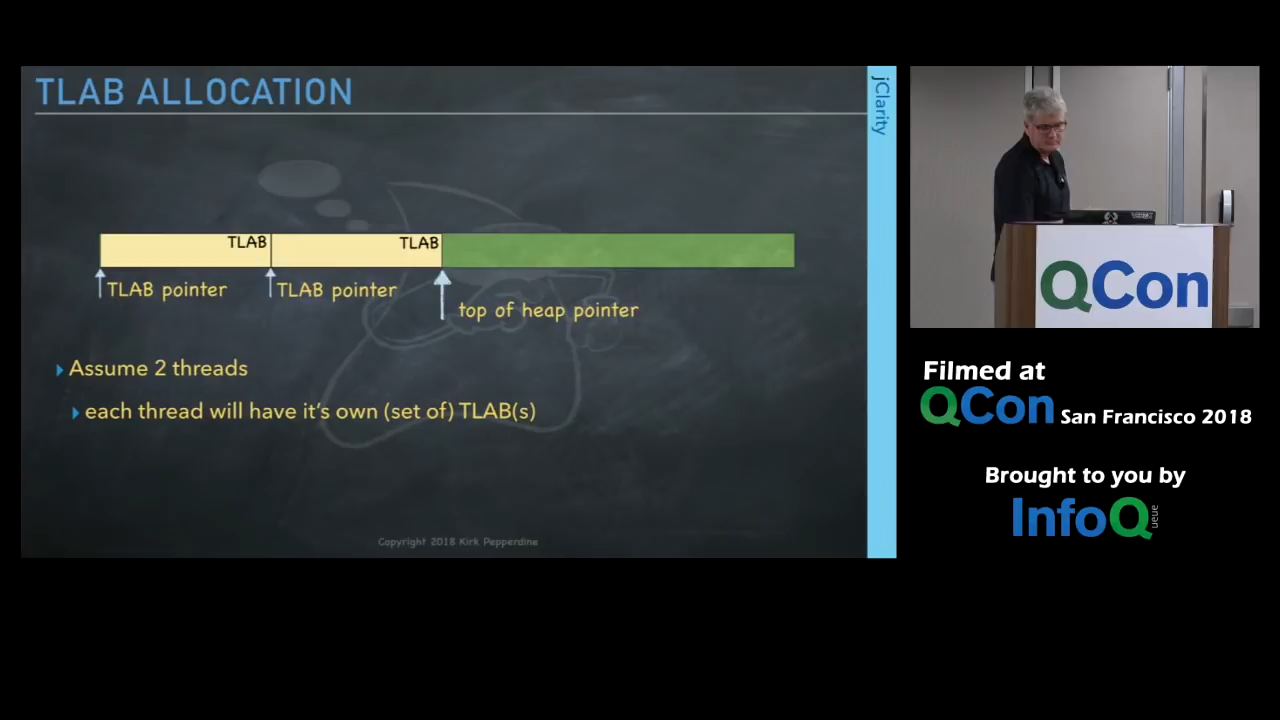 TLAB ALLOCATION
jClarity
TLAB
TLAB
TLAB pointer
TLAB pointer
top of heap pointer
Assume 2 threads
each thread will have it's own (set of) TLAB(s)
Copyright 2018 Kirk Pepperdine
QCon
Filmed at
QCon San Francisco 2018
Brought to you by
InfoQueue